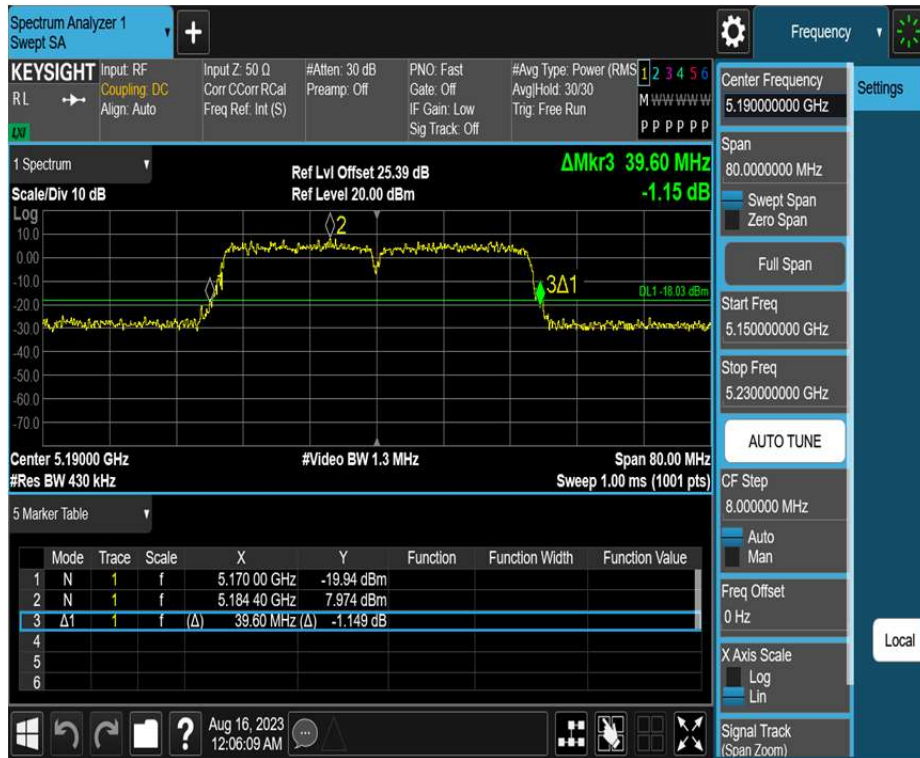 Spectrum Analyzer 1
Swept SA
+
Frequency
KEYSIGHT
RL
LXI
Input: RF
Coupling: DC
Align: Auto
Input Z: 50 Ω
Corr CCorr RCal
Freq Ref: Int (S)
#Atten: 30 dB
Preamp: Off
PNO: Fast
Gate: Off
IF Gain: Low
Sig Track: Off
#Avg Type: Power (RMS
Avg|Hold: 30/30
Trig: Free Run
1 2 3 4 5 6
M W W W W W
P P P P P P
1 Spectrum
Scale/Div 10 dB
Ref Lvl Offset 25.39 dB
Ref Level 20.00 dBm
ΔMkr3 39.60 MHz
-1.15 dB
Log
10.0
0.00
-10.0
-20.0
-30.0
-40.0
-50.0
-60.0
-70.0
2
3Δ1
DL1 -18.03 dBm
Center 5.19000 GHz
#Video BW 1.3 MHz
Span 80.00 MHz
#Res BW 430 kHz
Sweep 1.00 ms (1001 pts)
5 Marker Table
Mode Trace Scale X Y Function Function Width Function Value
1 N 1 f 5.170 00 GHz -19.94 dBm
2 N 1 f 5.184 40 GHz 7.974 dBm
3 Δ1 1 f (Δ) 39.60 MHz (Δ) -1.149 dB
4
5
6
?
Aug 16, 2023
12:06:09 AM
Center Frequency
5.190000000 GHz
Settings
Span
80.0000000 MHz
Swept Span
Zero Span
Full Span
Start Freq
5.150000000 GHz
Stop Freq
5.230000000 GHz
AUTO TUNE
CF Step
8.000000 MHz
Auto
Man
Freq Offset
0 Hz
Local
X Axis Scale
Log
Lin
Signal Track
(Span Zoom)